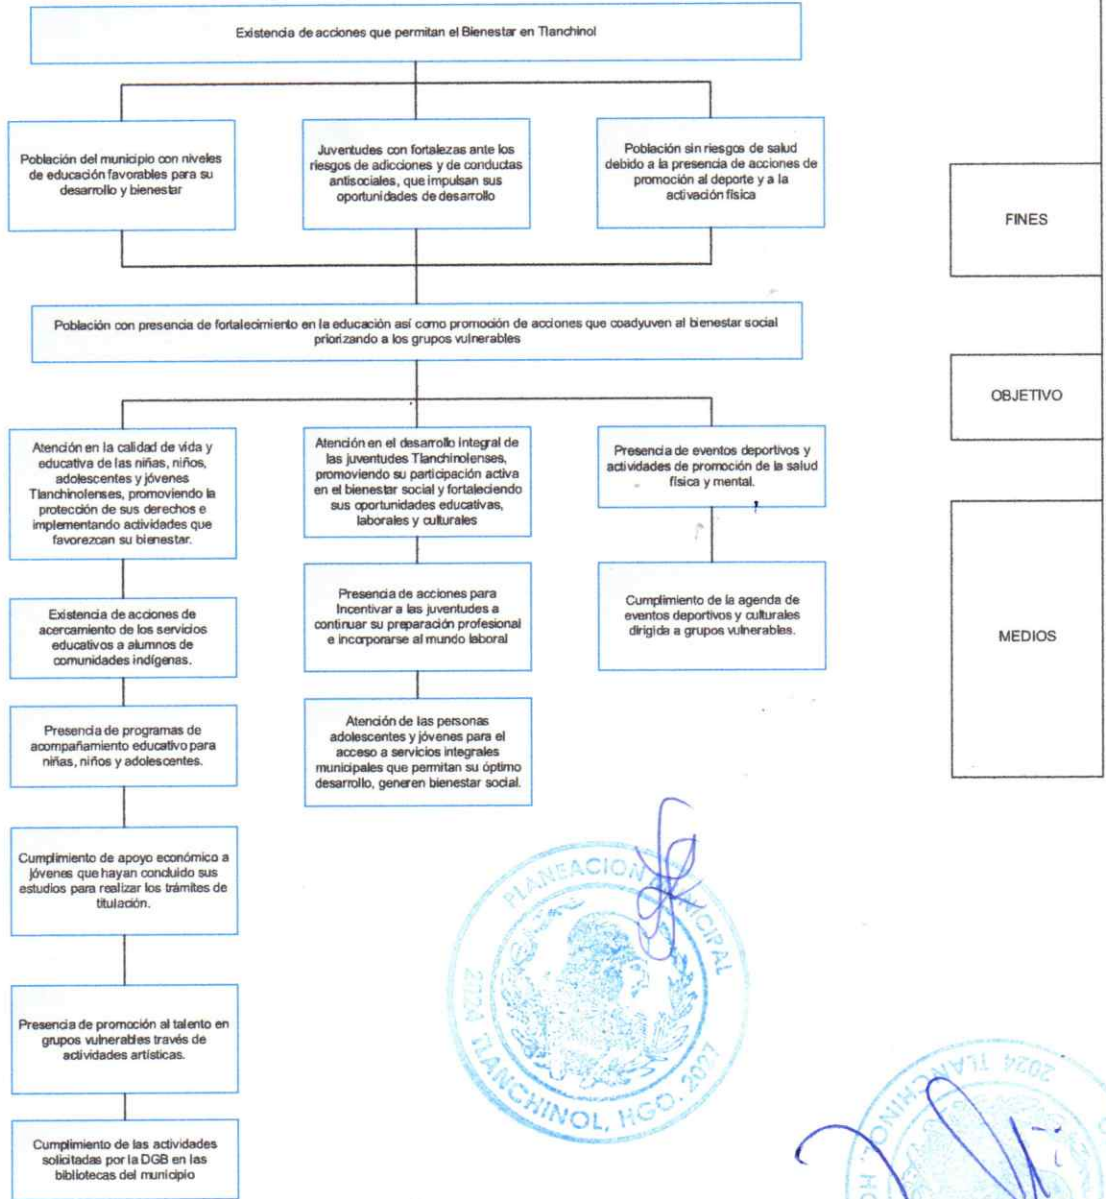 Existencia de acciones que permitan el Bienestar en Tlanchinol
Población del municipio con niveles
de educación favorables para su
desarrollo y bienestar
Juventudes con fortalezas ante los
riesgos de adicciones y de conductas
antisociales, que impulsan sus
oportunidades de desarrollo
Población sin riesgos de salud
debido a la presencia de acciones de
promoción al deporte y a la
activación física
FINES
Población con presencia de fortalecimiento en la educación así como promoción de acciones que coadyuven al bienestar social
priorizando a los grupos vulnerables
OBJETIVO
Atención en la calidad de vida y
educativa de las niñas, niños,
adolescentes y jóvenes
Tlanchinolenses, promoviendo la
protección de sus derechos e
implementando actividades que
favorezcan su bienestar.
Atención en el desarrollo integral de
las juventudes Tlanchinolenses,
promoviendo su participación activa
en el bienestar social y fortaleciendo
sus oportunidades educativas,
laborales y culturales
Presencia de eventos deportivos y
actividades de promoción de la salud
física y mental.
Existencia de acciones de
acercamiento de los servicios
educativos a alumnos de
comunidades indígenas.
Presencia de acciones para
Incentivar a las juventudes a
continuar su preparación profesional
e incorporarse al mundo laboral
Cumplimiento de la agenda de
eventos deportivos y culturales
dirigida a grupos vulnerables.
MEDIOS
Presencia de programas de
acompañamiento educativo para
niñas, niños y adolescentes.
Atención de las personas
adolescentes y jóvenes para el
acceso a servicios integrales
municipales que permitan su óptimo
desarrollo, generen bienestar social.
Cumplimiento de apoyo económico a
jóvenes que hayan concluido sus
estudios para realizar los trámites de
titulación.
Presencia de promoción al talento en
grupos vulnerables través de
actividades artísticas.
Cumplimiento de las actividades
solicitadas por la DGB en las
bibliotecas del municipio
PLANEACION MUNICIPAL
2024 TLANCHINOL, HGO. 2027
2024 TLANCHINOL, HGO